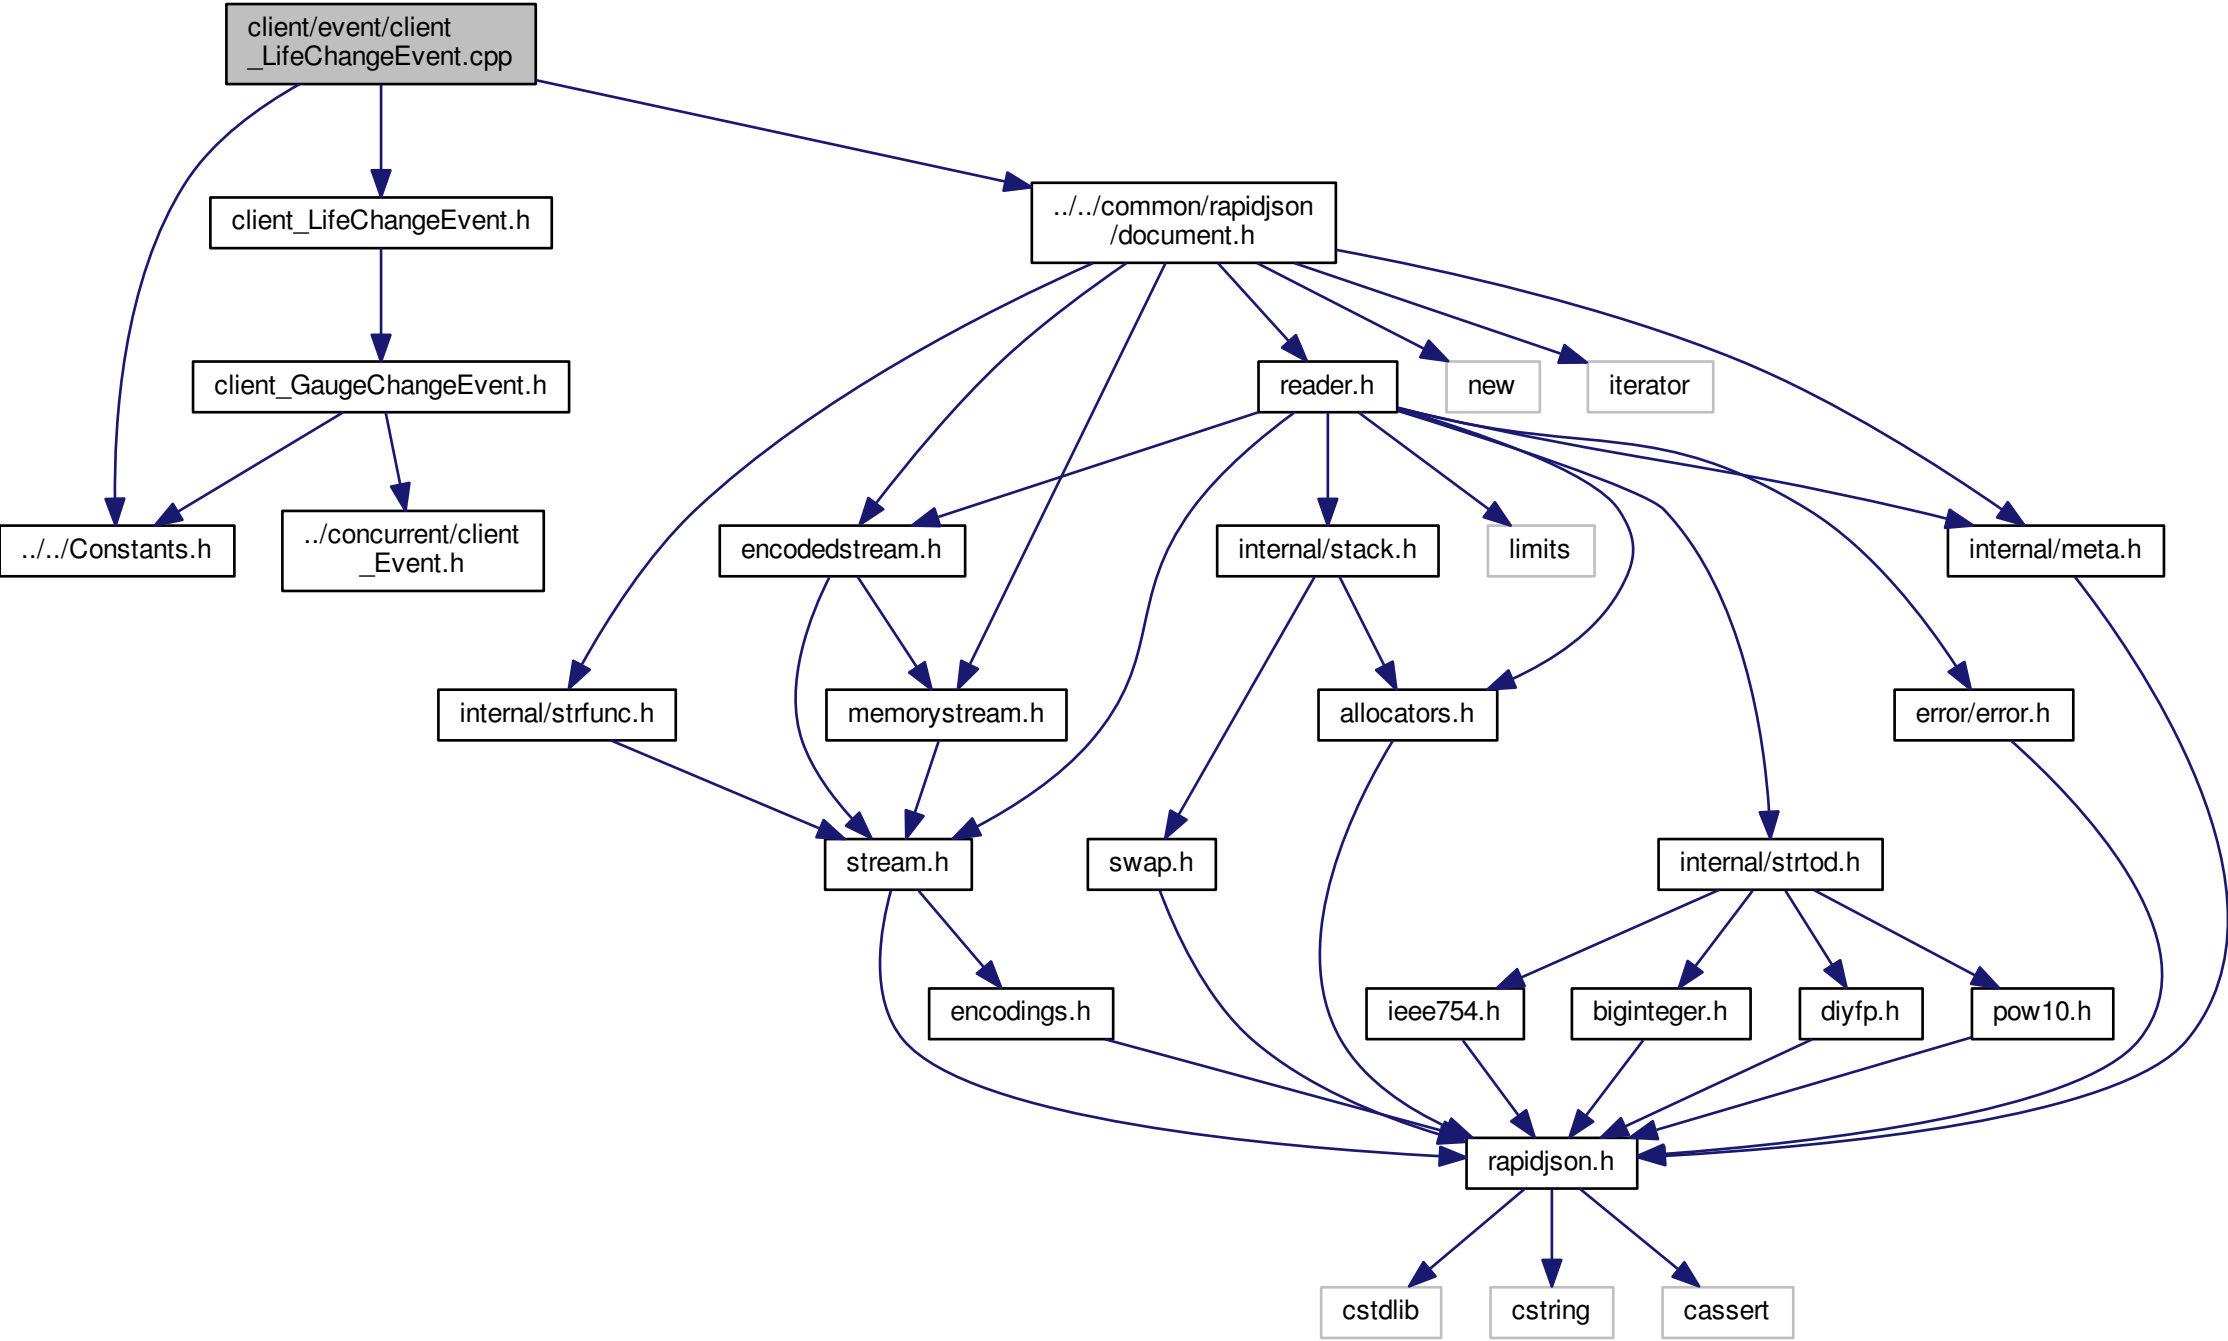 client/event/client
_LifeChangeEvent.cpp
../../common/rapidjson
/document.h
client_LifeChangeEvent.h
client_GaugeChangeEvent.h
reader.h
new
iterator
../../Constants.h
../concurrent/client
_Event.h
encodedstream.h
internal/stack.h
limits
internal/meta.h
internal/strfunc.h
memorystream.h
allocators.h
error/error.h
stream.h
swap.h
internal/strtod.h
encodings.h
ieee754.h
biginteger.h
diyfp.h
pow10.h
rapidjson.h
cstdlib
cstring
cassert